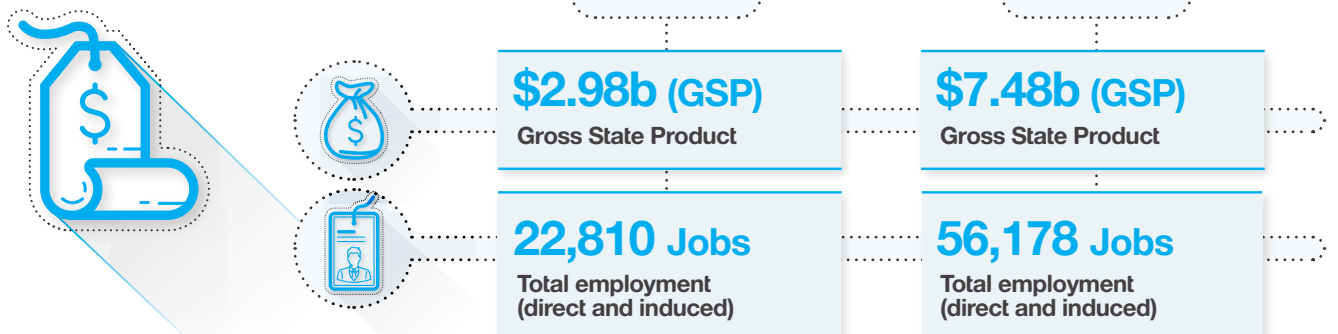 $
$
$2.98b (GSP)
Gross State Product
$7.48b (GSP)
Gross State Product
22,810 Jobs
Total employment
(direct and induced)
56,178 Jobs
Total employment
(direct and induced)